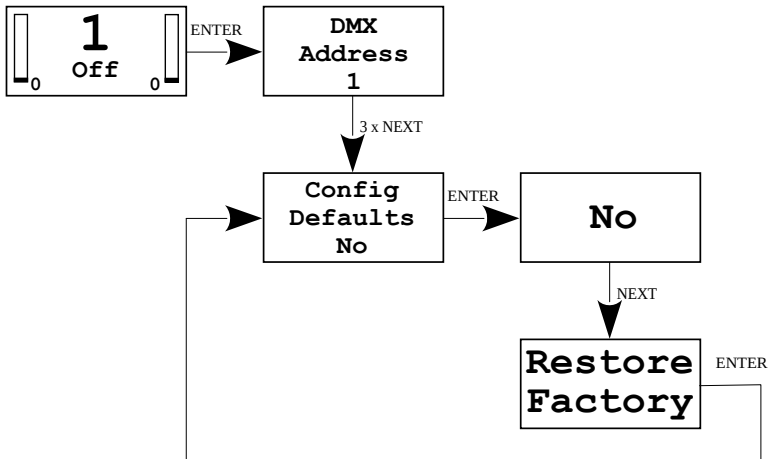 1
Off
0
0
ENTER
DMX
Address
1
3 x NEXT
Config
Defaults
No
ENTER
No
NEXT
Restore
Factory
ENTER